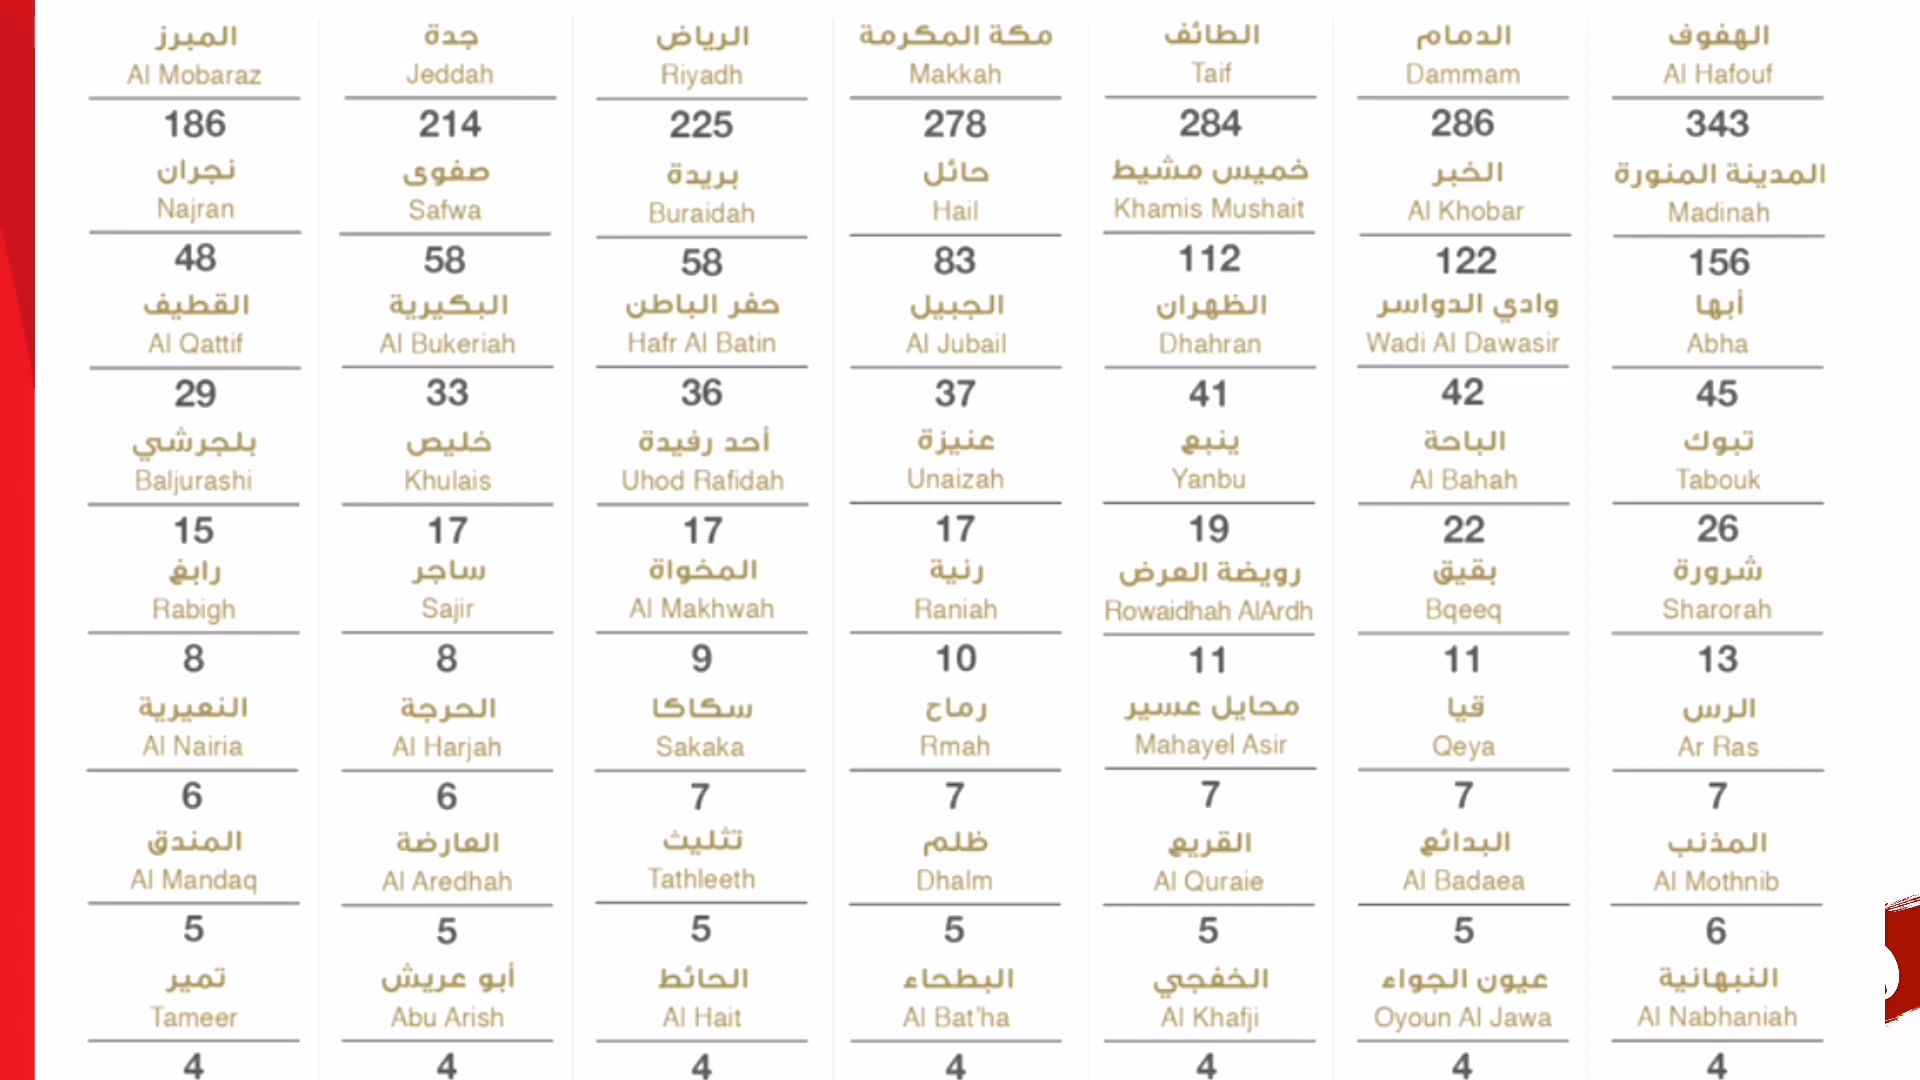 الهفوف
Al Hafouf
343
الدمام
Dammam
286
الطائف
Taif
284
مكة المكرمة
Makkah
278
الرياض
Riyadh
225
جدة
Jeddah
214
المبرز
Al Mobaraz
186
المدينة المنورة
Madinah
156
الخبر
Al Khobar
122
خميس مشيط
Khamis Mushait
112
حائل
Hail
83
بريدة
Buraidah
58
صفوى
Safwa
58
نجران
Najran
48
أبها
Abha
45
وادي الدواسر
Wadi Al Dawasir
42
الظهران
Dhahran
41
الجبيل
Al Jubail
37
حفر الباطن
Hafr Al Batin
36
البكيرية
Al Bukeriah
33
القطيف
Al Qattif
29
تبوك
Tabouk
26
الباحة
Al Bahah
22
ينبع
Yanbu
19
عنيزة
Unaizah
17
أحد رفيدة
Uhod Rafidah
17
خليص
Khulais
17
بلجرشي
Baljurashi
15
شرورة
Sharorah
13
بقيق
Bqeeq
11
رويضة العرض
Rowaidhah AlArdh
11
رنية
Raniah
10
المخواة
Al Makhwah
9
ساجر
Sajir
8
رابغ
Rabigh
8
الرس
Ar Ras
7
قيا
Qeya
7
محايل عسير
Mahayel Asir
7
رماح
Rmah
7
سكاكا
Sakaka
7
الحرجة
Al Harjah
6
النعيرية
Al Nairia
6
المذنب
Al Mothnib
6
البدائع
Al Badaea
5
القريع
Al Quraie
5
ظلم
Dhalm
5
تثليث
Tathleeth
5
العارضة
Al Aredhah
5
المندق
Al Mandaq
5
النبهانية
Al Nabhaniah
4
عيون الجواء
Oyoun Al Jawa
4
الخفجي
Al Khafji
4
البطحاء
Al Bat'ha
4
الحائط
Al Hait
4
أبو عريش
Abu Arish
4
تمير
Tameer
4